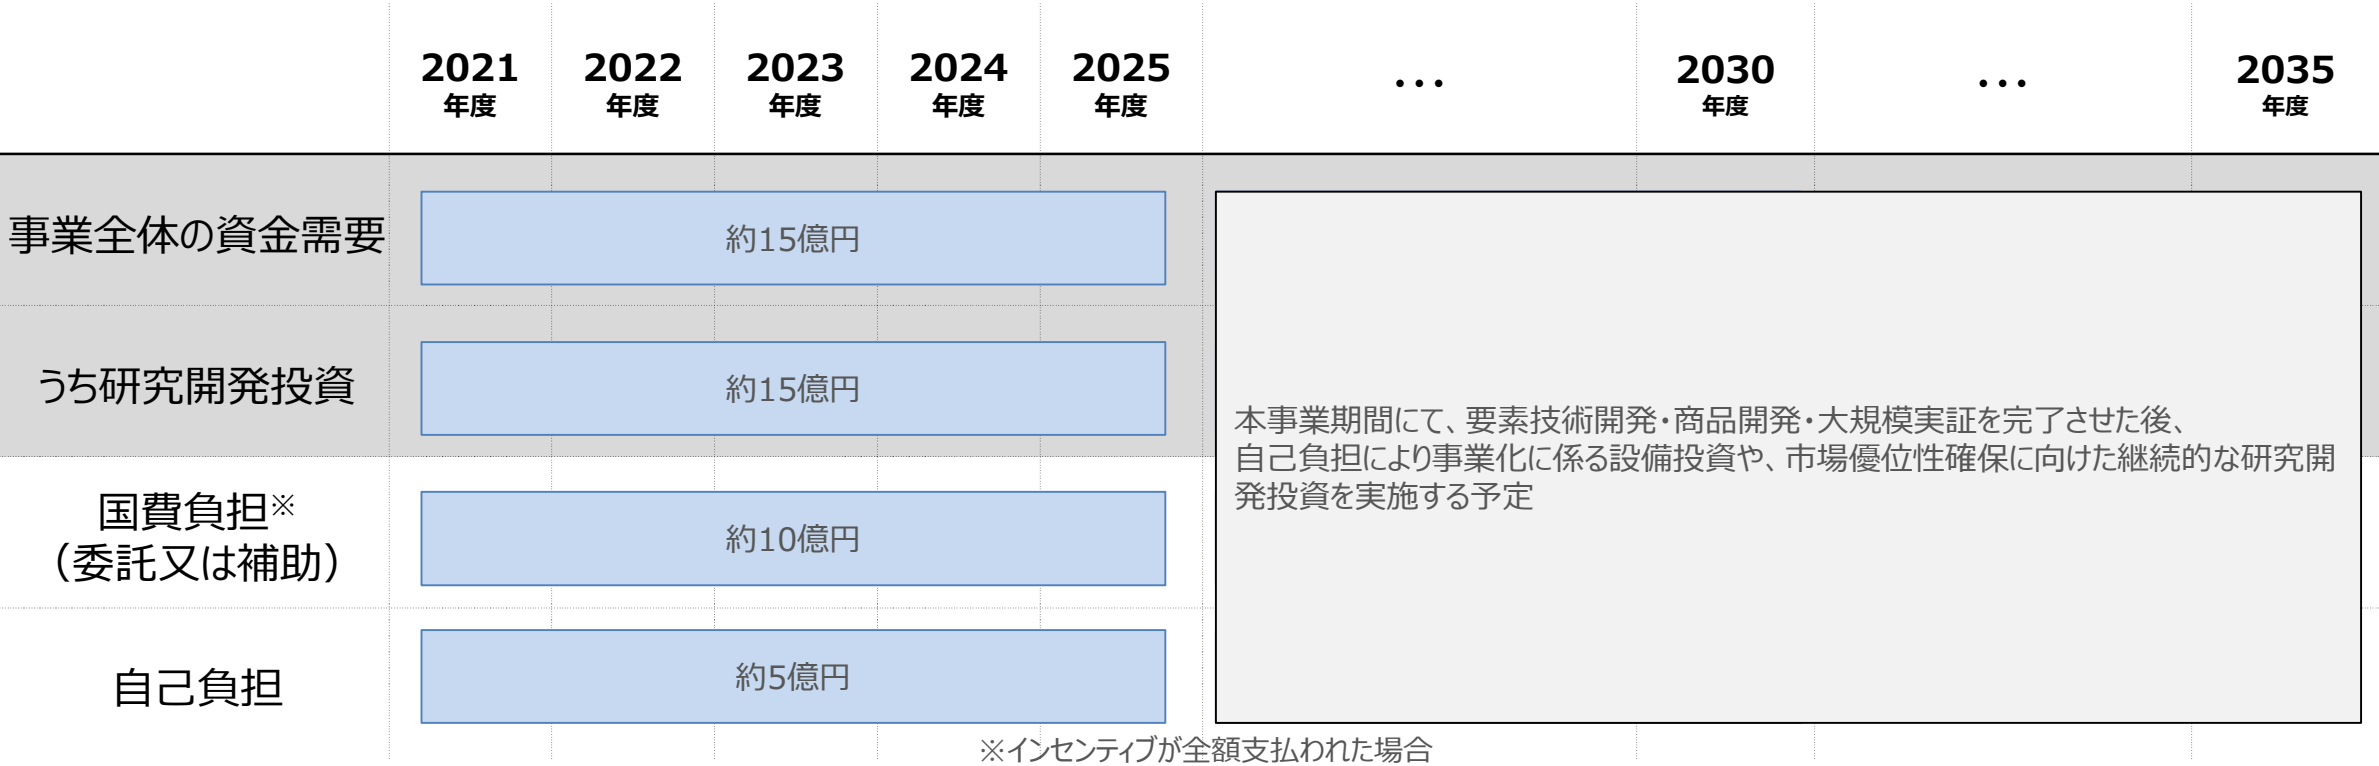 2021 2022 2023 2024 2025 ... 2030 ... 2035
年度 年度 年度 年度 年度 年度 年度
事業全体の資金需要 約15億円
うち研究開発投資 約15億円
国費負担※
（委託又は補助） 約10億円
自己負担 約5億円
本事業期間にて、要素技術開発・商品開発・大規模実証を完了させた後、
自己負担により事業化に係る設備投資や、市場優位性確保に向けた継続的な研究開
発投資を実施する予定
※インセンティブが全額支払われた場合